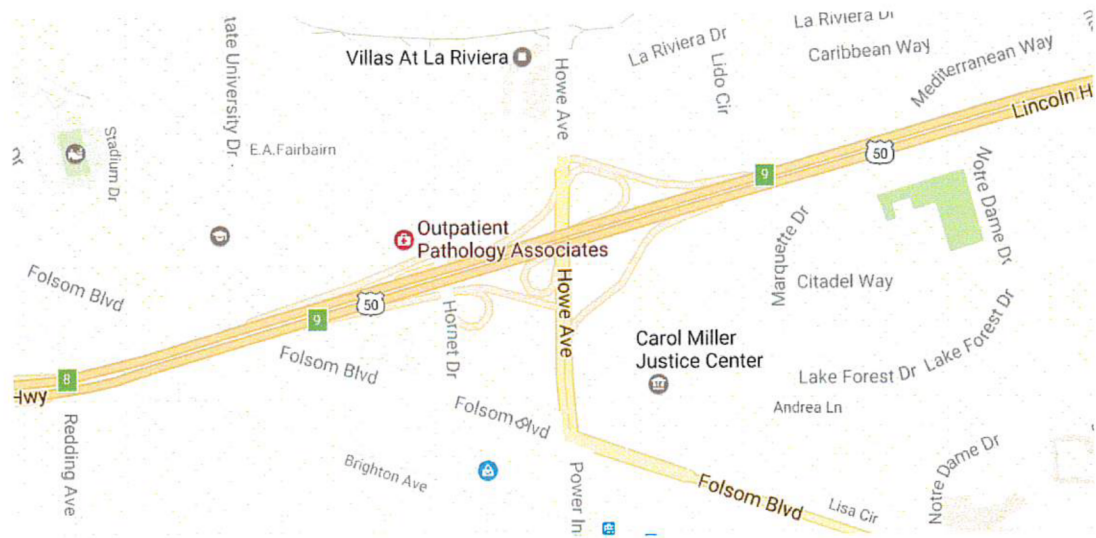 La Riviera Dr
La Riviera Dr
Caribbean Way
Mediterranean Way
tate University Dr
Villas At La Riviera
Howe Ave
Lido Cir
Lincoln H
50
Stadium Dr
E.A.Fairbairn
9
Notre Dame Dr
Outpatient
Pathology Associates
Marquette Dr
Folsom Blvd
Citadel Way
50
Howe Ave
9
Hornet Dr
Carol Miller
Justice Center
Lake Forest Dr
Folsom Blvd
8
Hwy
Lake Forest Dr
Andrea Ln
Folsom Blvd
Redding Ave
Brighton Ave
Power In
Notre Dame Dr
Folsom Blvd
Lisa Cir